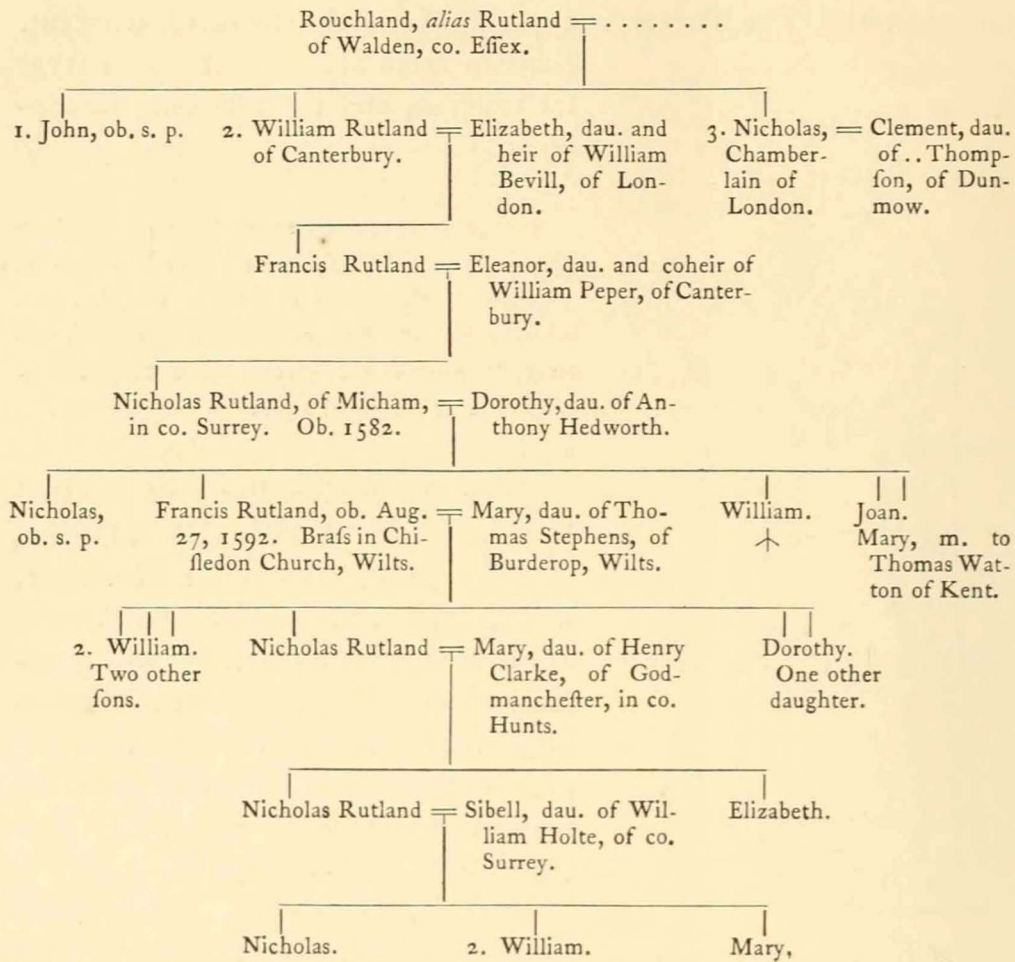 Rouchland, alias Rutland = . . . . . . . .
of Walden, co. Eſſex.
1. John, ob. s. p.
2. William Rutland = Elizabeth, dau. and
of Canterbury.
heir of William
Bevill, of Lon-
don.
3. Nicholas, = Clement, dau.
Chamber-
lain of
London.
of . . Thomp-
ſon, of Dun-
mow.
Francis Rutland = Eleanor, dau. and coheir of
William Peper, of Canter-
bury.
Nicholas Rutland, of Micham, = Dorothy, dau. of An-
in co. Surrey. Ob. 1582.
thony Hedworth.
Nicholas,
ob. s. p.
Francis Rutland, ob. Aug. = Mary, dau. of Tho-
27, 1592. Braſs in Chi-
ſledon Church, Wilts.
mas Stephens, of
Burderop, Wilts.
William.
Joan.
Mary, m. to
Thomas Wat-
ton of Kent.
2. William.
Two other
ſons.
Nicholas Rutland = Mary, dau. of Henry
Clarke, of God-
mancheſter, in co.
Hunts.
Dorothy.
One other
daughter.
Nicholas Rutland = Sibell, dau. of Wil-
liam Holte, of co.
Surrey.
Elizabeth.
Nicholas.
2. William.
Mary,